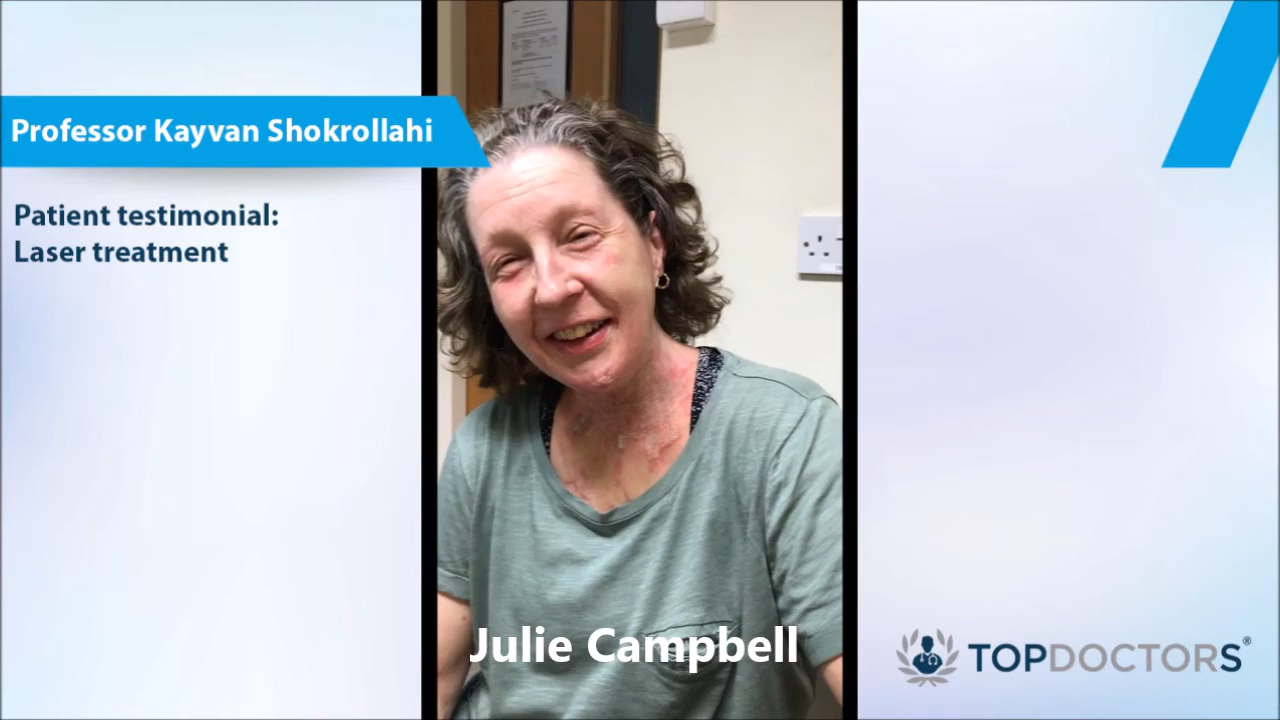 Professor Kayvan Shokrollahi
Patient testimonial:
Laser treatment
Julie Campbell
TOPDOCTORS®